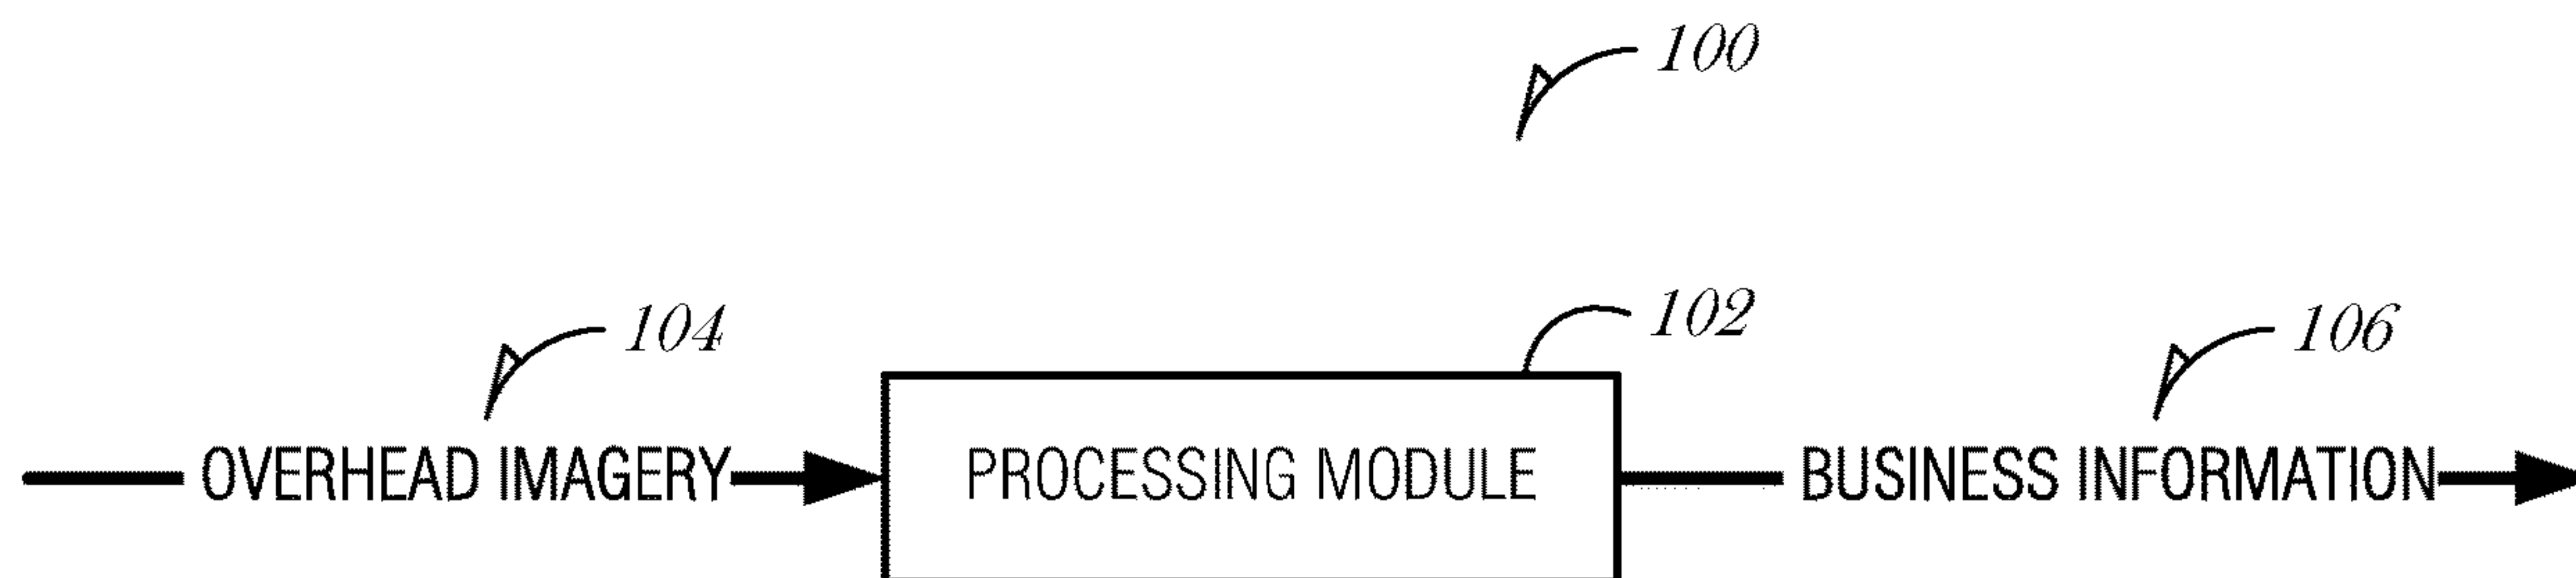 100
104
102
106
OVERHEAD IMAGERY
PROCESSING MODULE
BUSINESS INFORMATION